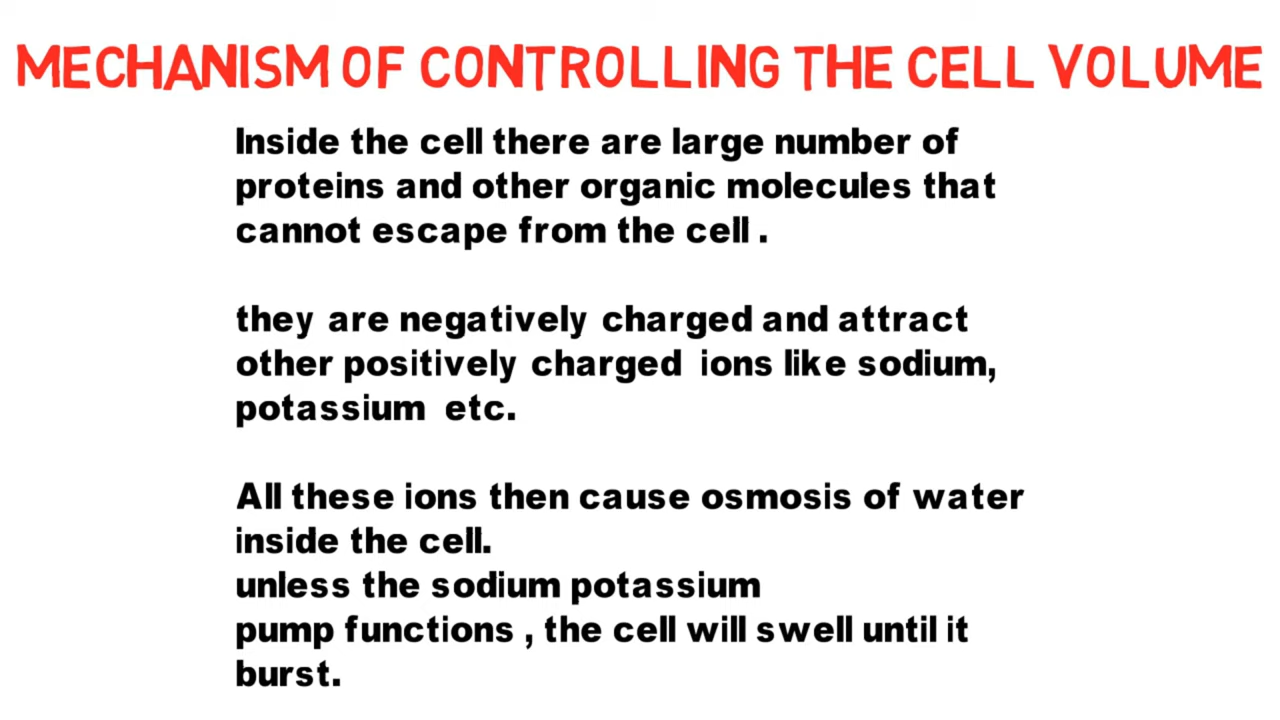 MECHANISM OF CONTROLLING THE CELL VOLUME
Inside the cell there are large number of
proteins and other organic molecules that
cannot escape from the cell .
they are negatively charged and attract
other positively charged ions like sodium,
potassium etc.
All these ions then cause osmosis of water
inside the cell.
unless the sodium potassium
pump functions , the cell will swell until it
burst.